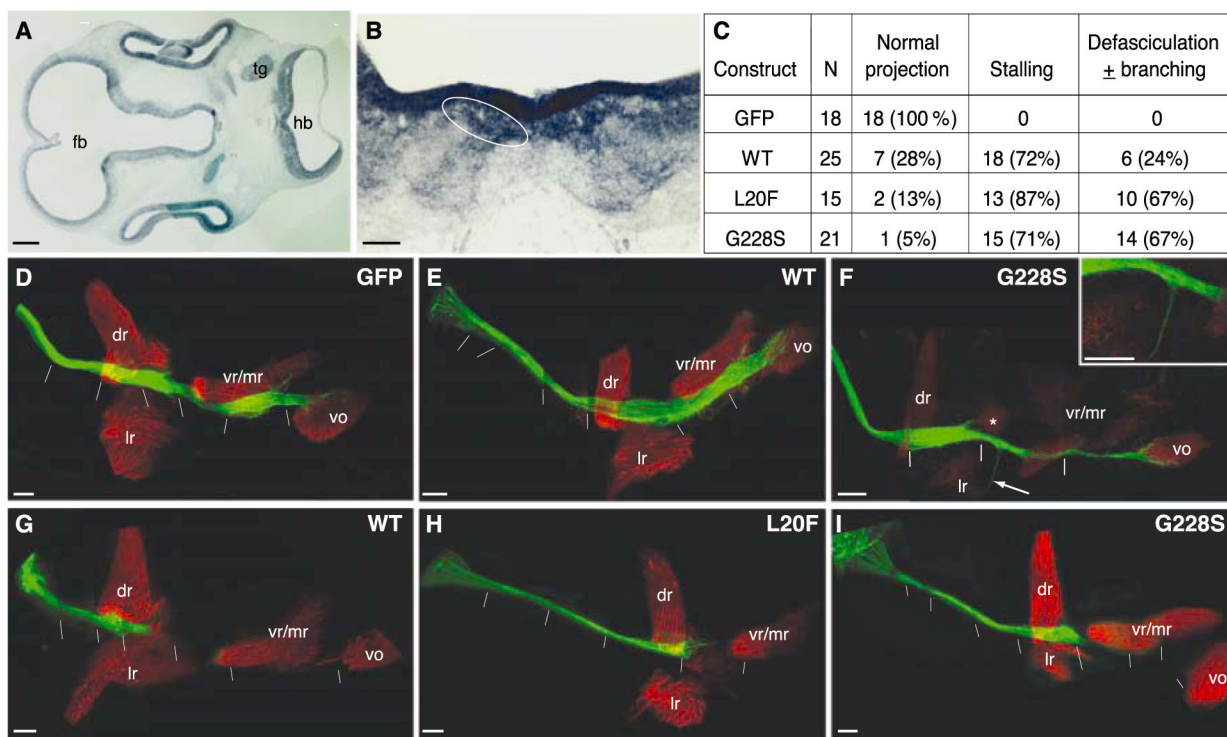 A
tg
fb
hb
B
C
Construct N Normal projection Stalling Defasciculation ± branching
GFP 18 18 (100 %) 0 0
WT 25 7 (28%) 18 (72%) 6 (24%)
L20F 15 2 (13%) 13 (87%) 10 (67%)
G228S 21 1 (5%) 15 (71%) 14 (67%)
D GFP
dr
vr/mr
vo
lr
E WT
dr
vr/mr
vo
lr
F G228S
dr
*
vr/mr
vo
lr
G WT
dr
vr/mr
lr
vo
H L20F
dr
vr/mr
lr
I G228S
dr
vr/mr
lr
vo